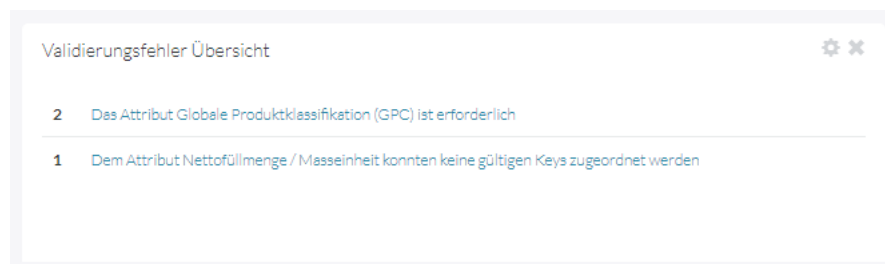 Validierungsfehler Übersicht
2 Das Attribut Globale Produktklassifikation (GPC) ist erforderlich
1 Dem Attribut Nettofüllmenge / Masseinheit konnten keine gültigen Keys zugeordnet werden